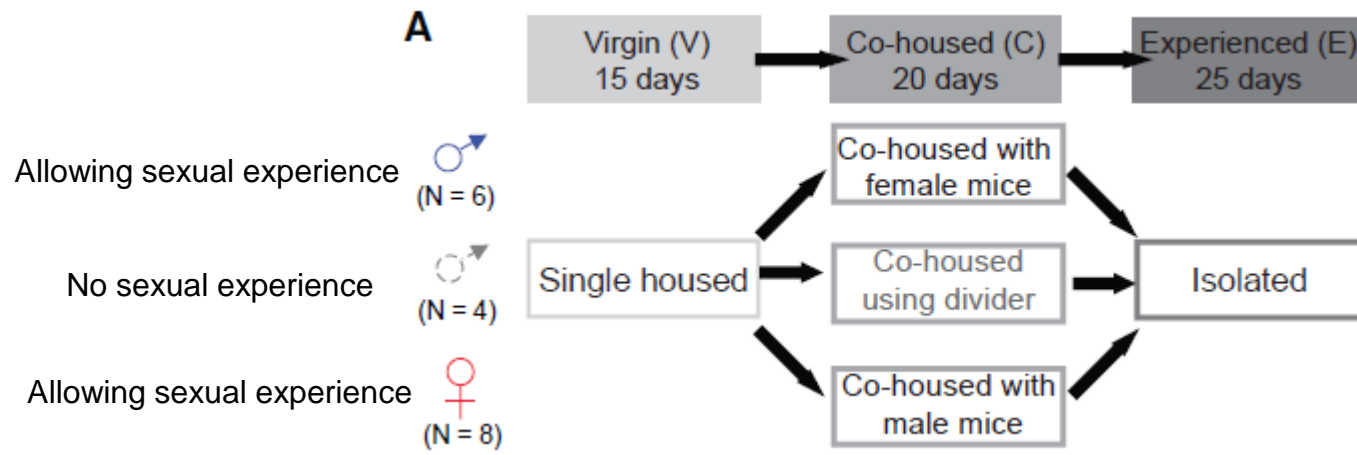 A
Virgin (V)
15 days
Co-housed (C)
20 days
Experienced (E)
25 days
Allowing sexual experience
(N = 6)
Co-housed with
female mice
No sexual experience
(N = 4)
Single housed
Co-housed
using divider
Isolated
Allowing sexual experience
(N = 8)
Co-housed with
male mice